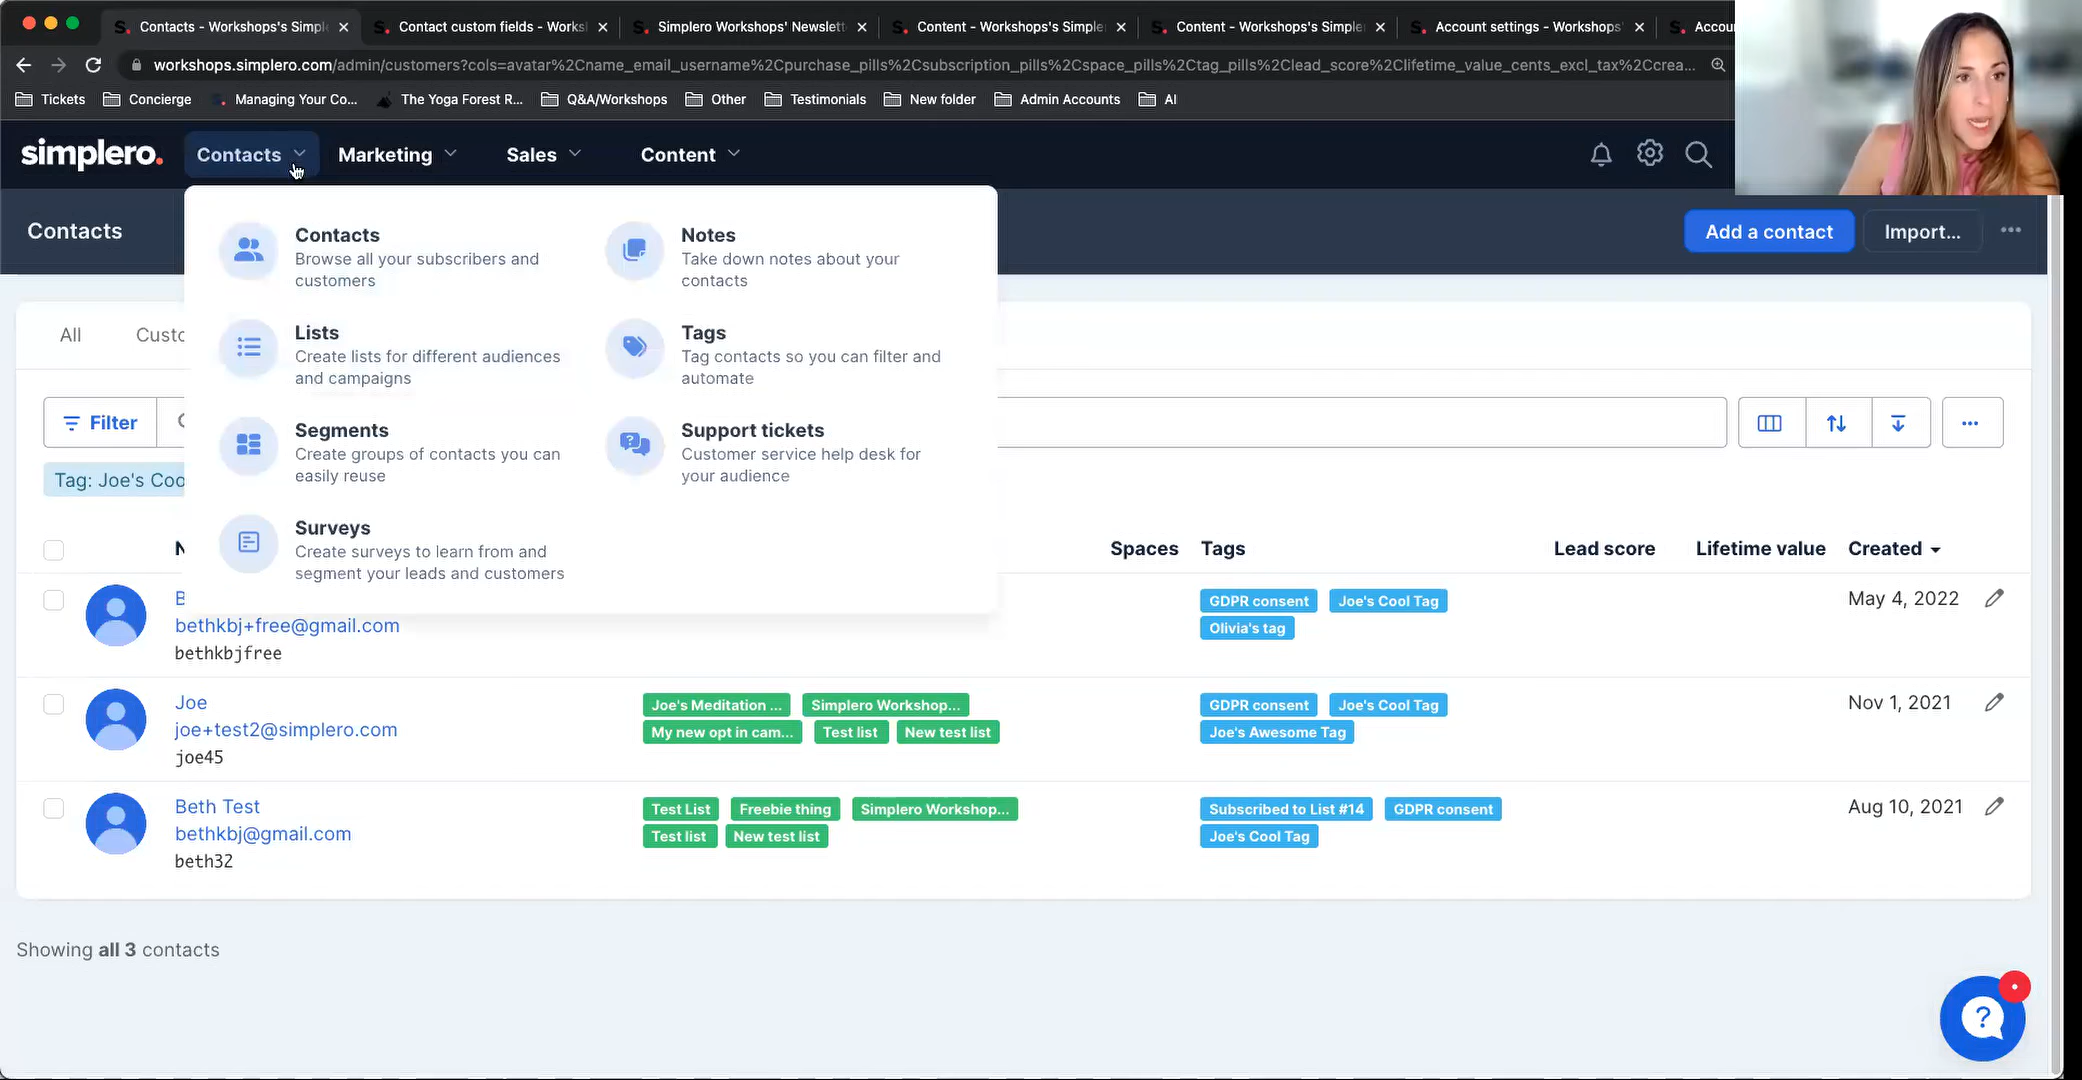 Contacts - Workshops's Simpl
Contact custom fields - Works
Simplero Workshops' Newslett
Content - Workshops's Simple
Content - Workshops's Simple
Account settings - Workshops'
Accou
workshops.simplero.com/admin/customers?cols=avatar%2Cname_email_username%2Cpurchase_pills%2Csubscription_pills%2Cspace_pills%2Ctag_pills%2Clead_score%2Clifetime_value_cents_excl_tax%2Ccrea...
Tickets
Concierge
Managing Your Co...
The Yoga Forest R...
Q&A/Workshops
Other
Testimonials
New folder
Admin Accounts
AI
simplero.
Contacts
Marketing
Sales
Content
Contacts
Add a contact
Import...
Contacts
Browse all your subscribers and
customers
Notes
Take down notes about your
contacts
Lists
Create lists for different audiences
and campaigns
Tags
Tag contacts so you can filter and
automate
Segments
Create groups of contacts you can
easily reuse
Support tickets
Customer service help desk for
your audience
Surveys
Create surveys to learn from and
segment your leads and customers
All
Custo
Filter
Tag: Joe's Coo
N
Spaces
Tags
Lead score
Lifetime value
Created
B
bethkbj+free@gmail.com
bethkbjfree
GDPR consent
Joe's Cool Tag
Olivia's tag
May 4, 2022
Joe
joe+test2@simplero.com
joe45
Joe's Meditation ...
Simplero Workshop...
My new opt in cam...
Test list
New test list
GDPR consent
Joe's Cool Tag
Joe's Awesome Tag
Nov 1, 2021
Beth Test
bethkbj@gmail.com
beth32
Test List
Freebie thing
Simplero Workshop...
Test list
New test list
Subscribed to List #14
GDPR consent
Joe's Cool Tag
Aug 10, 2021
Showing all 3 contacts